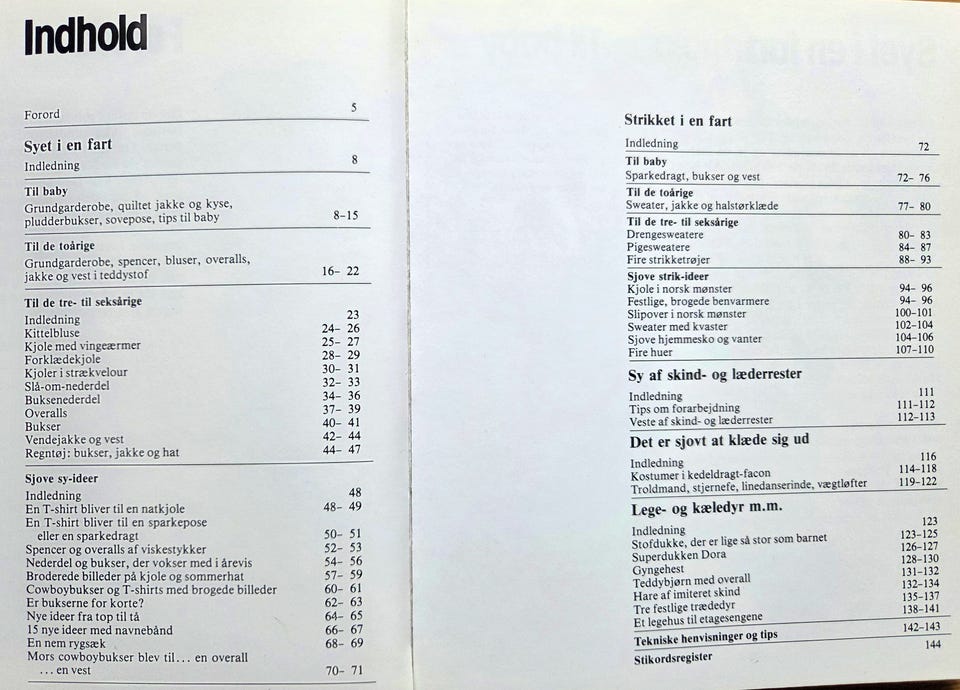 Indhold
Forord 5
Syet i en fart
Indledning 8
Til baby
Grundgarderobe, quiltet jakke og kyse,
pludderbukser, sovepose, tips til baby 8–15
Til de toårige
Grundgarderobe, spencer, bluser, overalls,
jakke og vest i teddystof 16– 22
Til de tre- til seksårige
Indledning 23
Kittelbluse 24– 26
Kjole med vingeærmer 25– 27
Forklædekjole 28– 29
Kjoler i strækvelour 30– 31
Slå-om-nederdel 32– 33
Buksenederdel 34– 36
Overalls 37– 39
Bukser 40– 41
Vendejakke og vest 42– 44
Regntøj: bukser, jakke og hat 44– 47
Sjove sy-ideer
Indledning 48
En T-shirt bliver til en natkjole 48– 49
En T-shirt bliver til en sparkepose
eller en sparkedragt 50– 51
Spencer og overalls af viskestykker 52– 53
Nederdel og bukser, der vokser med i årevis 54– 56
Broderede billeder på kjole og sommerhat 57– 59
Cowboybukser og T-shirts med brogede billeder 60– 61
Er bukserne for korte? 62– 63
Nye ideer fra top til tå 64– 65
15 nye ideer med navnebånd 66– 67
En nem rygsæk 68– 69
Mors cowboybukser blev til... en overall
... en vest 70– 71
Strikket i en fart
Indledning 72
Til baby
Sparkedragt, bukser og vest 72– 76
Til de toårige
Sweater, jakke og halstørklæde 77– 80
Til de tre- til seksårige
Drengesweatere 80– 83
Pigesweatere 84– 87
Fire strikketrøjer 88– 93
Sjove strik-ideer
Kjole i norsk mønster 94– 96
Festlige, brogede benvarmere 94– 96
Slipover i norsk mønster 100–101
Sweater med kvaster 102–104
Sjove hjemmesko og vanter 104–106
Fire huer 107–110
Sy af skind- og læderrester
Indledning 111
Tips om forarbejdning 111–112
Veste af skind- og læderrester 112–113
Det er sjovt at klæde sig ud
Indledning 116
Kostumer i kedeldragt-facon 114–118
Troldmand, stjernefe, linedanserinde, vægtløfter 119–122
Lege- og kæledyr m.m.
Indledning 123
Stofdukke, der er lige så stor som barnet 123–125
Superdukken Dora 126–127
Gyngehest 128–130
Teddybjørn med overall 131–132
Hare af imiteret skind 132–134
Tre festlige trædedyr 135–137
Et legehus til etagesengene 138–141
Tekniske henvisninger og tips 142–143
Stikordsregister 144